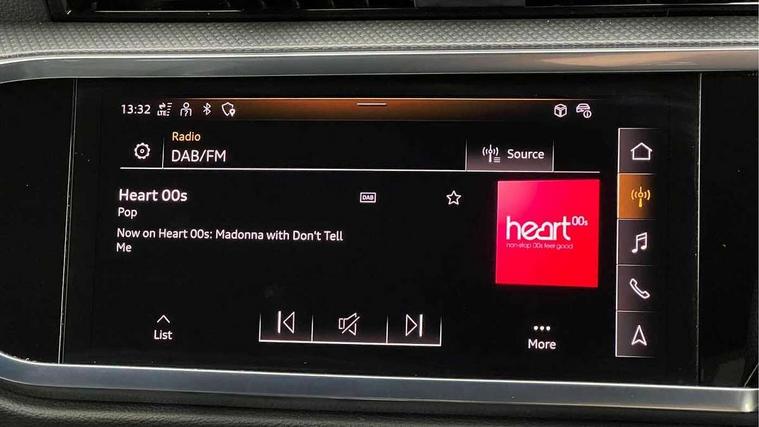 13:32 LTE
Radio
DAB/FM
Source
Heart 00s
DAB
Pop
Now on Heart 00s: Madonna with Don't Tell
Me
heart 00s
non-stop 00s feel good
List
More